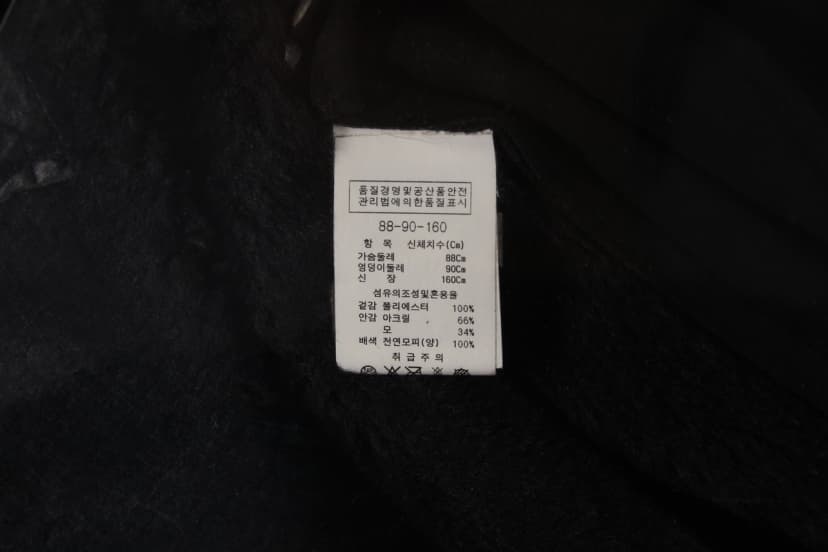 품질경영및공산품안전
관리법에의한품질표시
88-90-160
항 목 신체치수(Cm)
가슴둘레 88Cm
엉덩이둘레 90Cm
신 장 160Cm
섬유의조성및혼용율
겉감 폴리에스터 100%
안감 아크릴 66%
모 34%
배색 전연모피(양) 100%
취 급 주 의